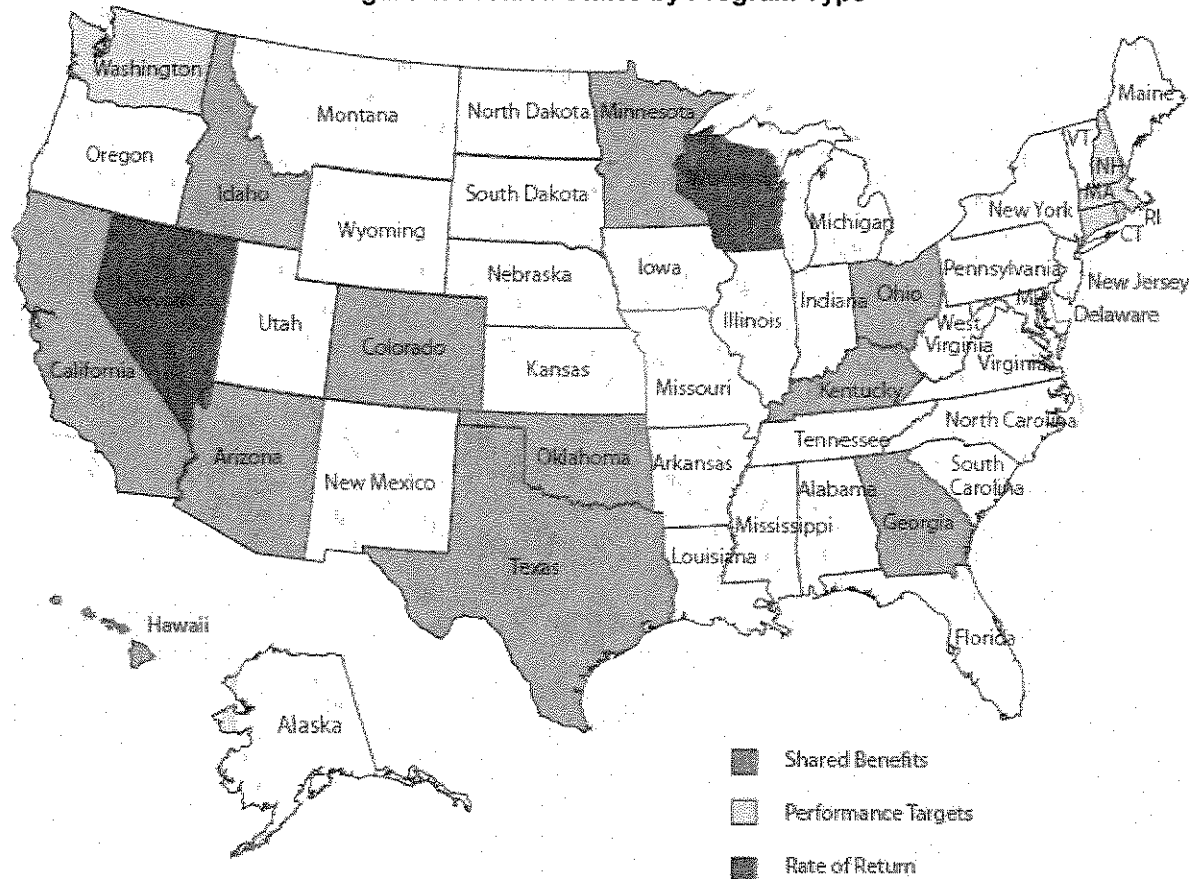 by Program Type
Washington
Montana
North Dakota
Minnesota
Maine
Oregon
Idaho
South Dakota
Wyoming
Michigan
VT
NH
MA
New York
RI
CT
Nebraska
Iowa
Pennsylvania
New Jersey
Utah
Colorado
Illinois
Indiana
Ohio
West
Virginia
Virginia
Delaware
California
Kansas
Missouri
Kentucky
North Carolina
Arizona
New Mexico
Oklahoma
Arkansas
Tennessee
South
Carolina
Alabama
Mississippi
Georgia
Texas
Louisiana
Florida
Hawaii
Alaska
Shared Benefits
Performance Targets
Rate of Return